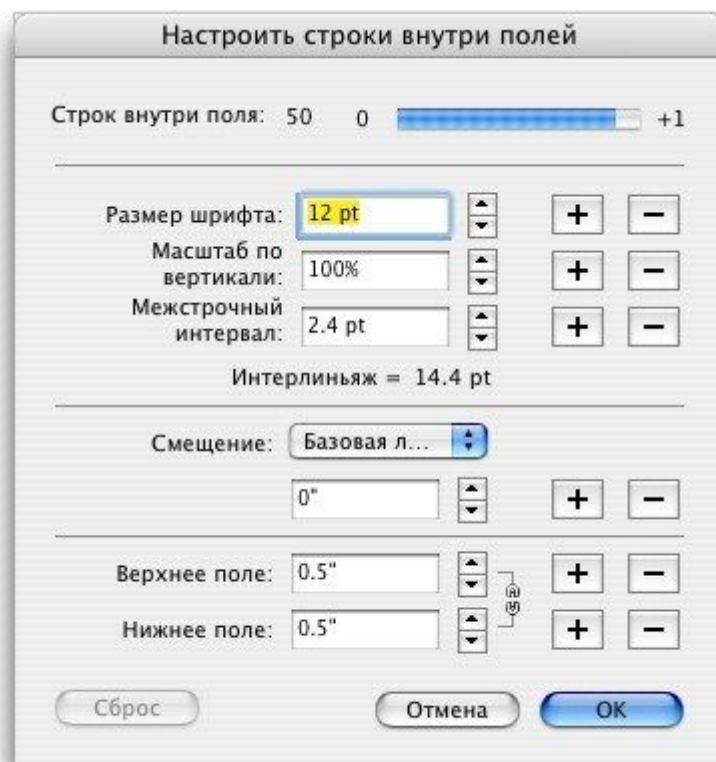 Настроить строки внутри полей
Строк внутри поля: 50 0 +1
Размер шрифта: 12 pt + −
Масштаб по
вертикали: 100% + −
Межстрочный
интервал: 2.4 pt + −
Интерлиньяж = 14.4 pt
Смещение: Базовая л...
0" + −
Верхнее поле: 0.5" + −
Нижнее поле: 0.5" + −
Сброс Отмена OK